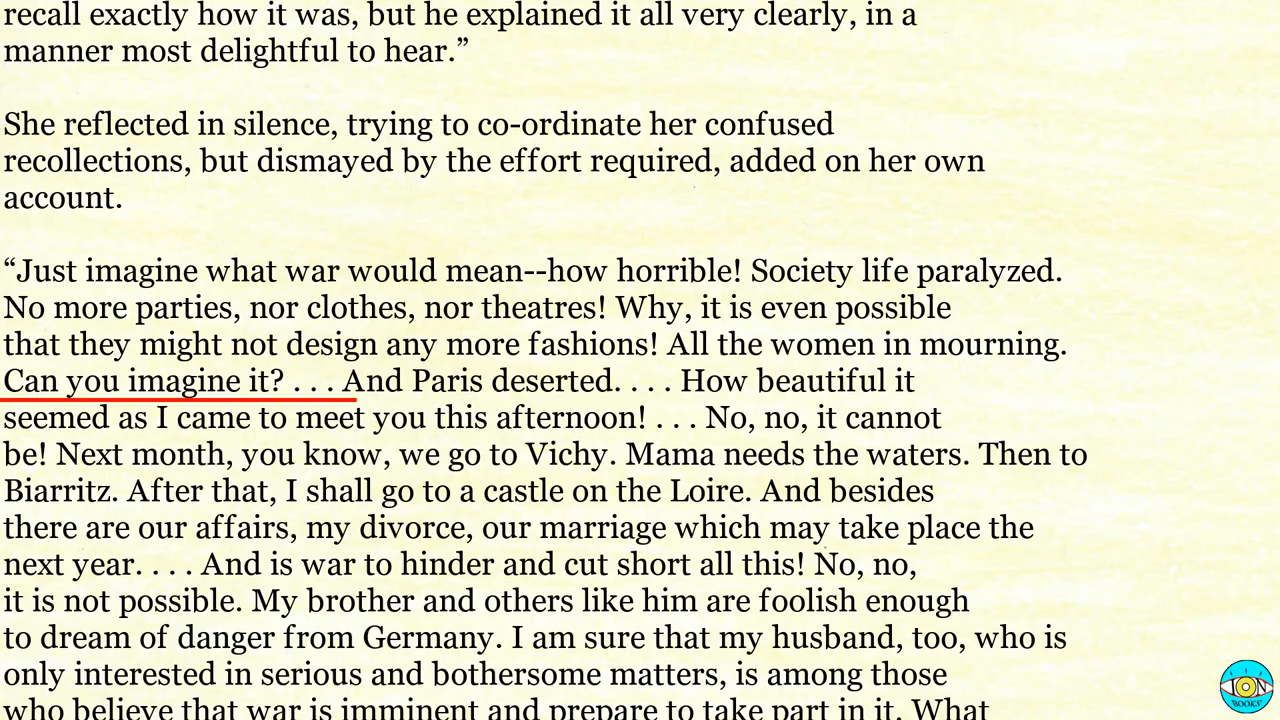 recall exactly how it was, but he explained it all very clearly, in a
manner most delightful to hear.”
She reflected in silence, trying to co-ordinate her confused
recollections, but dismayed by the effort required, added on her own
account.
“Just imagine what war would mean--how horrible! Society life paralyzed.
No more parties, nor clothes, nor theatres! Why, it is even possible
that they might not design any more fashions! All the women in mourning.
Can you imagine it? . . . And Paris deserted. . . . How beautiful it
seemed as I came to meet you this afternoon! . . . No, no, it cannot
be! Next month, you know, we go to Vichy. Mama needs the waters. Then to
Biarritz. After that, I shall go to a castle on the Loire. And besides
there are our affairs, my divorce, our marriage which may take place the
next year. . . . And is war to hinder and cut short all this! No, no,
it is not possible. My brother and others like him are foolish enough
to dream of danger from Germany. I am sure that my husband, too, who is
only interested in serious and bothersome matters, is among those
who believe that war is imminent and prepare to take part in it. What
ION
BOOKS